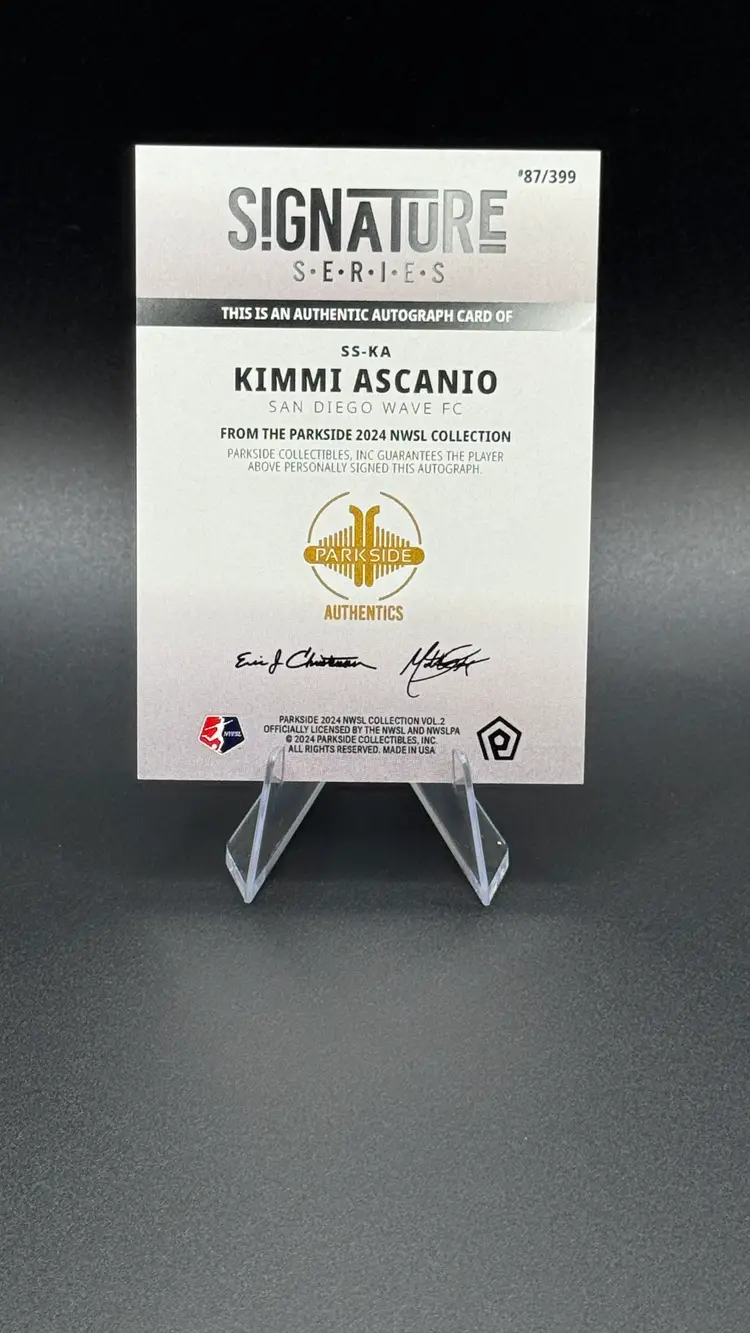 #87/399
SIGNATURE
S•E•R•I•E•S
THIS IS AN AUTHENTIC AUTOGRAPH CARD OF
SS-KA
KIMMI ASCANIO
SAN DIEGO WAVE FC
FROM THE PARKSIDE 2024 NWSL COLLECTION
PARKSIDE COLLECTIBLES, INC GUARANTEES THE PLAYER
ABOVE PERSONALLY SIGNED THIS AUTOGRAPH.
PARKSIDE
AUTHENTICS
Eric J Christensen
NWSL
PARKSIDE 2024 NWSL COLLECTION VOL.2
OFFICIALLY LICENSED BY THE NWSL AND NWSLPA
© 2024 PARKSIDE COLLECTIBLES, INC.
ALL RIGHTS RESERVED. MADE IN USA